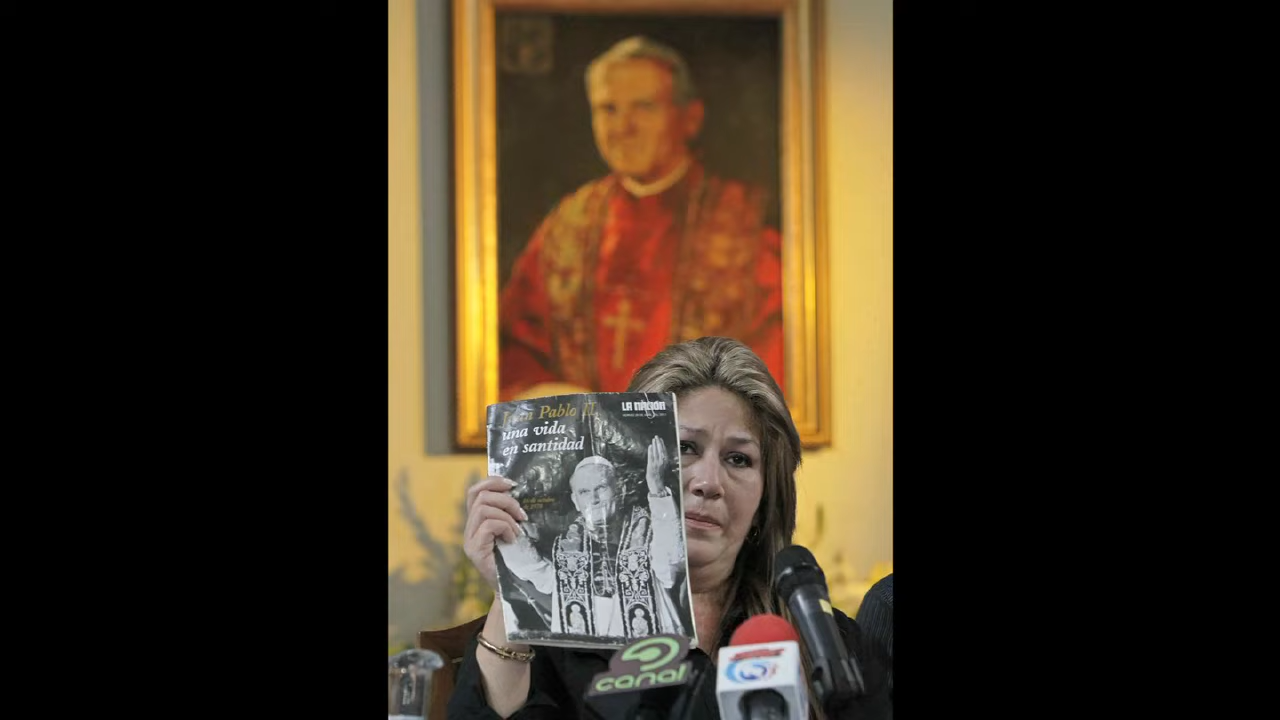 Juan Pablo II
una vida
en santidad
LA NACION
canal